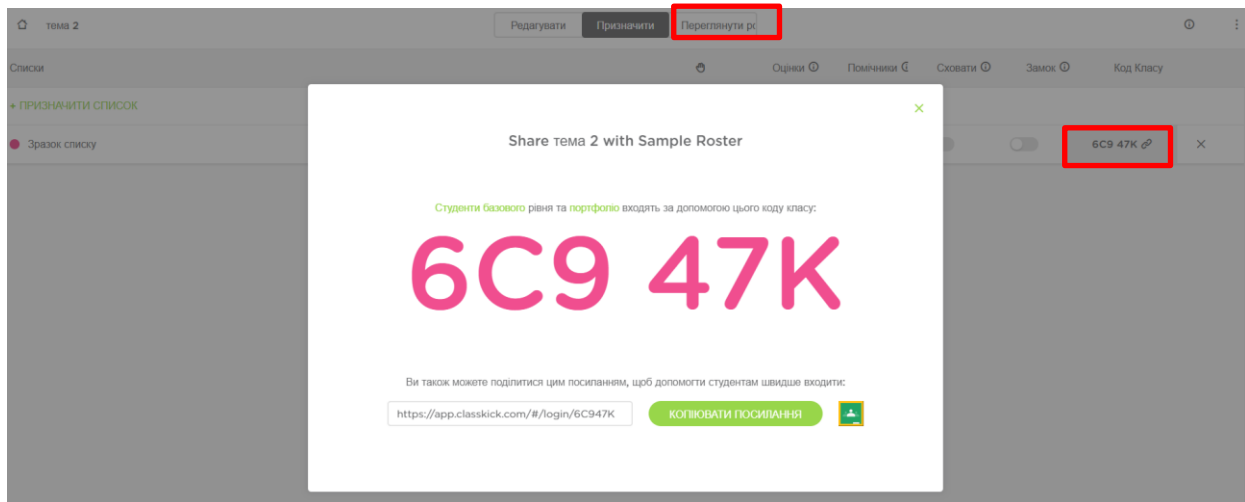 тема 2 Редагувати Призначити Переглянути ро
Списки Оцінки Помічники Сховати Замок Код Класу
+ ПРИЗНАЧИТИ СПИСОК
Зразок списку 6C9 47K
Share тема 2 with Sample Roster
Студенти базового рівня та портфоліо входять за допомогою цього коду класу:
6C9 47K
Ви також можете поділитися цим посиланням, щоб допомогти студентам швидше входити:
https://app.classkick.com/#/login/6C947K КОПІЮВАТИ ПОСИЛАННЯ